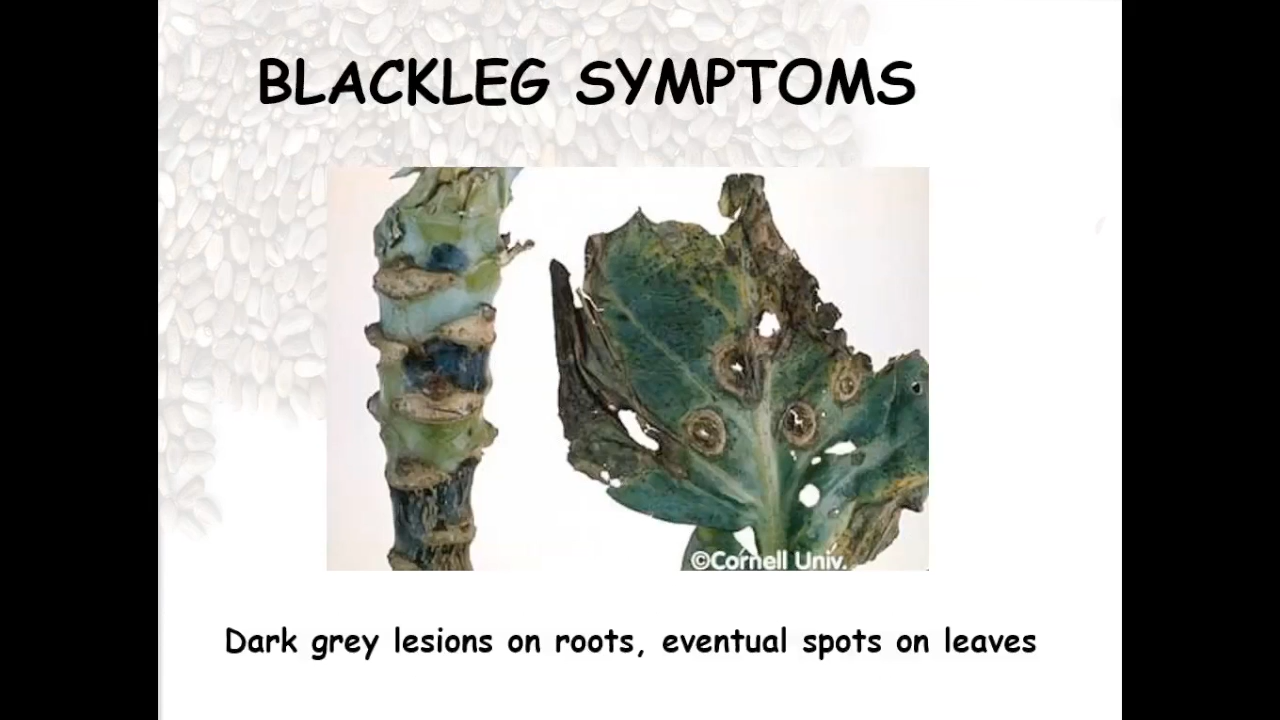 BLACKLEG SYMPTOMS
©Cornell Univ.
Dark grey lesions on roots, eventual spots on leaves